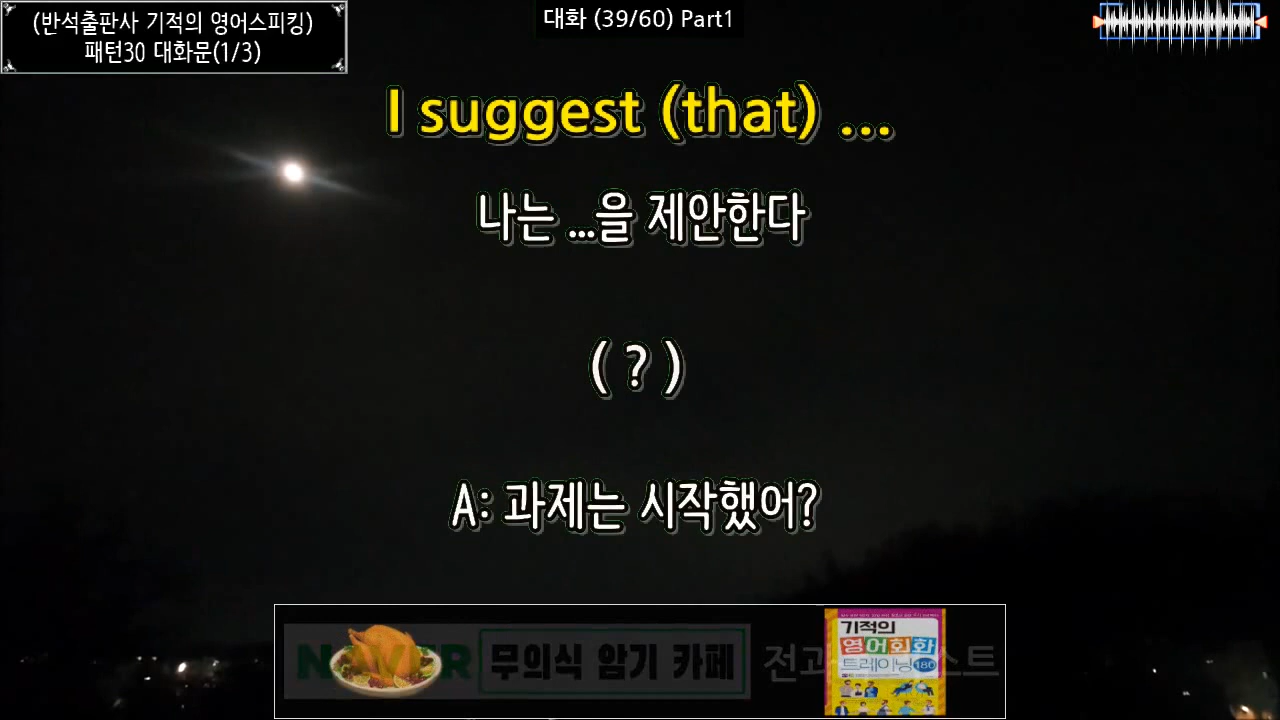 (반석출판사 기적의 영어스피킹)
패턴30 대화문(1/3)
대화 (39/60) Part1
I suggest (that) ...
나는 ...을 제안한다
( ? )
A: 과제는 시작했어?
무의식 암기 카페
기적의
영어회화
트레이닝 180